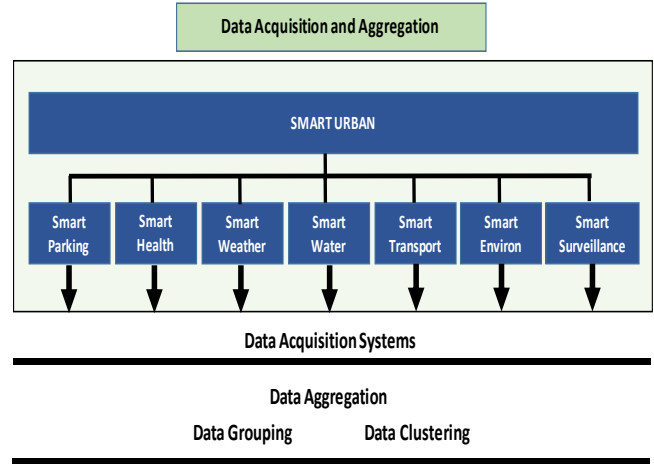 Data Acquisition and Aggregation
SMART URBAN
Smart Parking
Smart Health
Smart Weather
Smart Water
Smart Transport
Smart Environ
Smart Surveillance
Data Acquisition Systems
Data Aggregation
Data Grouping Data Clustering